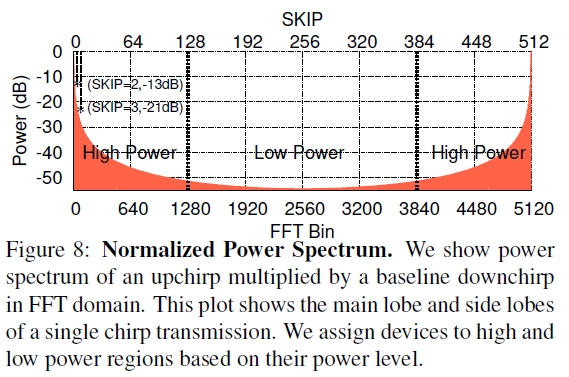 SKIP
0 64 128 192 256 320 384 448 512
0
-10
(SKIP=2,-13dB)
-20
(SKIP=3,-21dB)
-30
-40
High Power Low Power High Power
-50
Power (dB)
0 640 1280 1920 2560 3200 3840 4480 5120
FFT Bin
Figure 8: Normalized Power Spectrum. We show power
spectrum of an upchirp multiplied by a baseline downchirp
in FFT domain. This plot shows the main lobe and side lobes
of a single chirp transmission. We assign devices to high and
low power regions based on their power level.